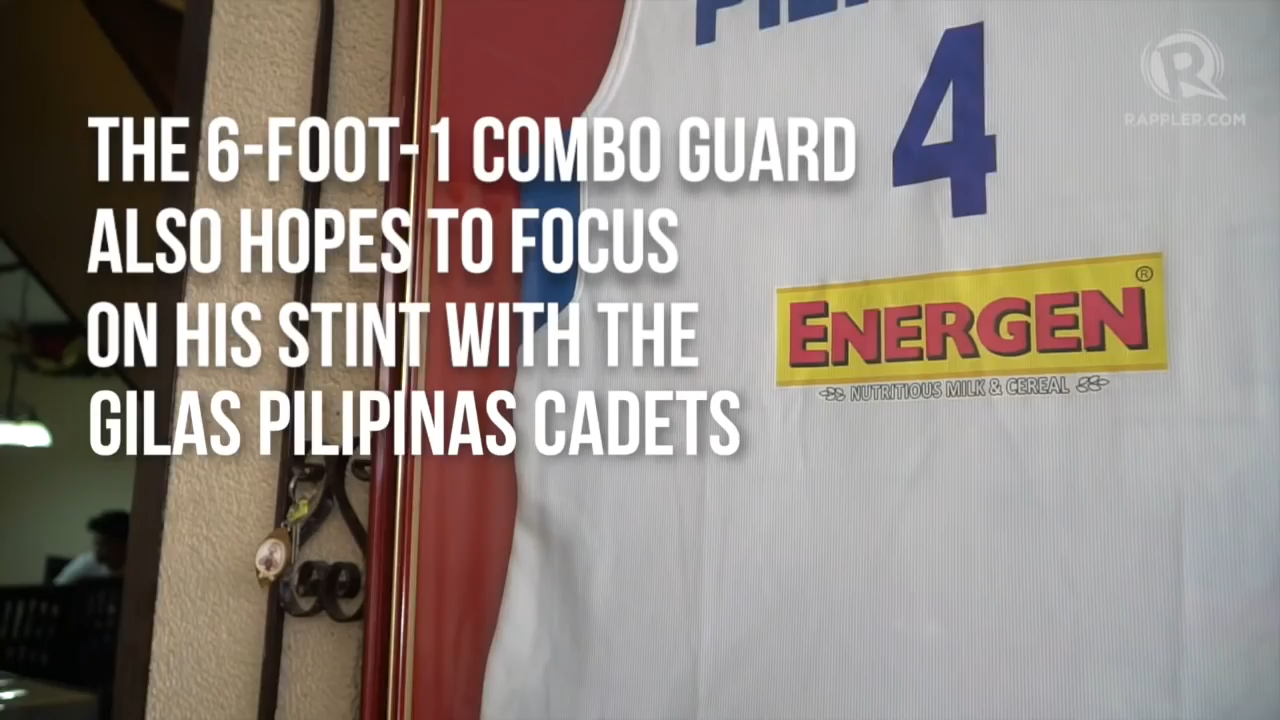 4
R
RAPPLER.COM
THE 6-FOOT-1 COMBO GUARD
ALSO HOPES TO FOCUS
ON HIS STINT WITH THE
GILAS PILIPINAS CADETS
ENERGEN ®
NUTRITIOUS MILK & CEREAL